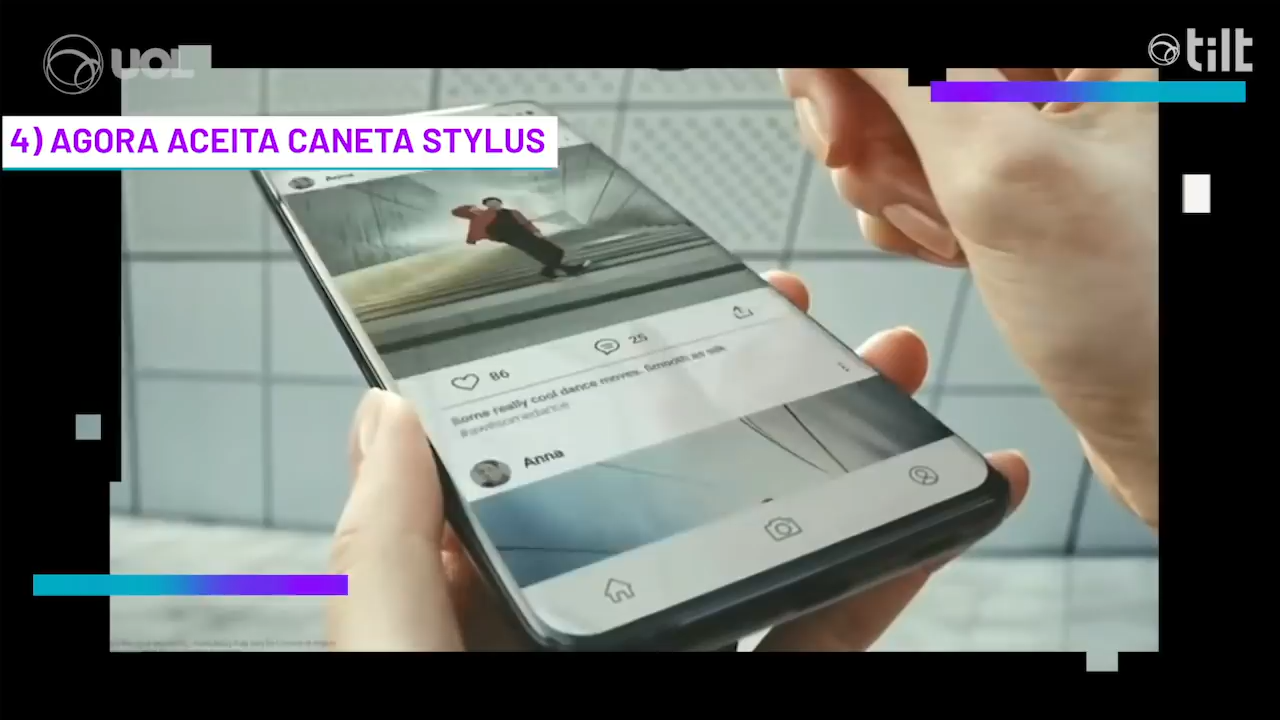 UOL
tilt
4) AGORA ACEITA CANETA STYLUS
Anna
86
25
Some really cool dance moves. Smooth as silk
#awesomedance
Anna